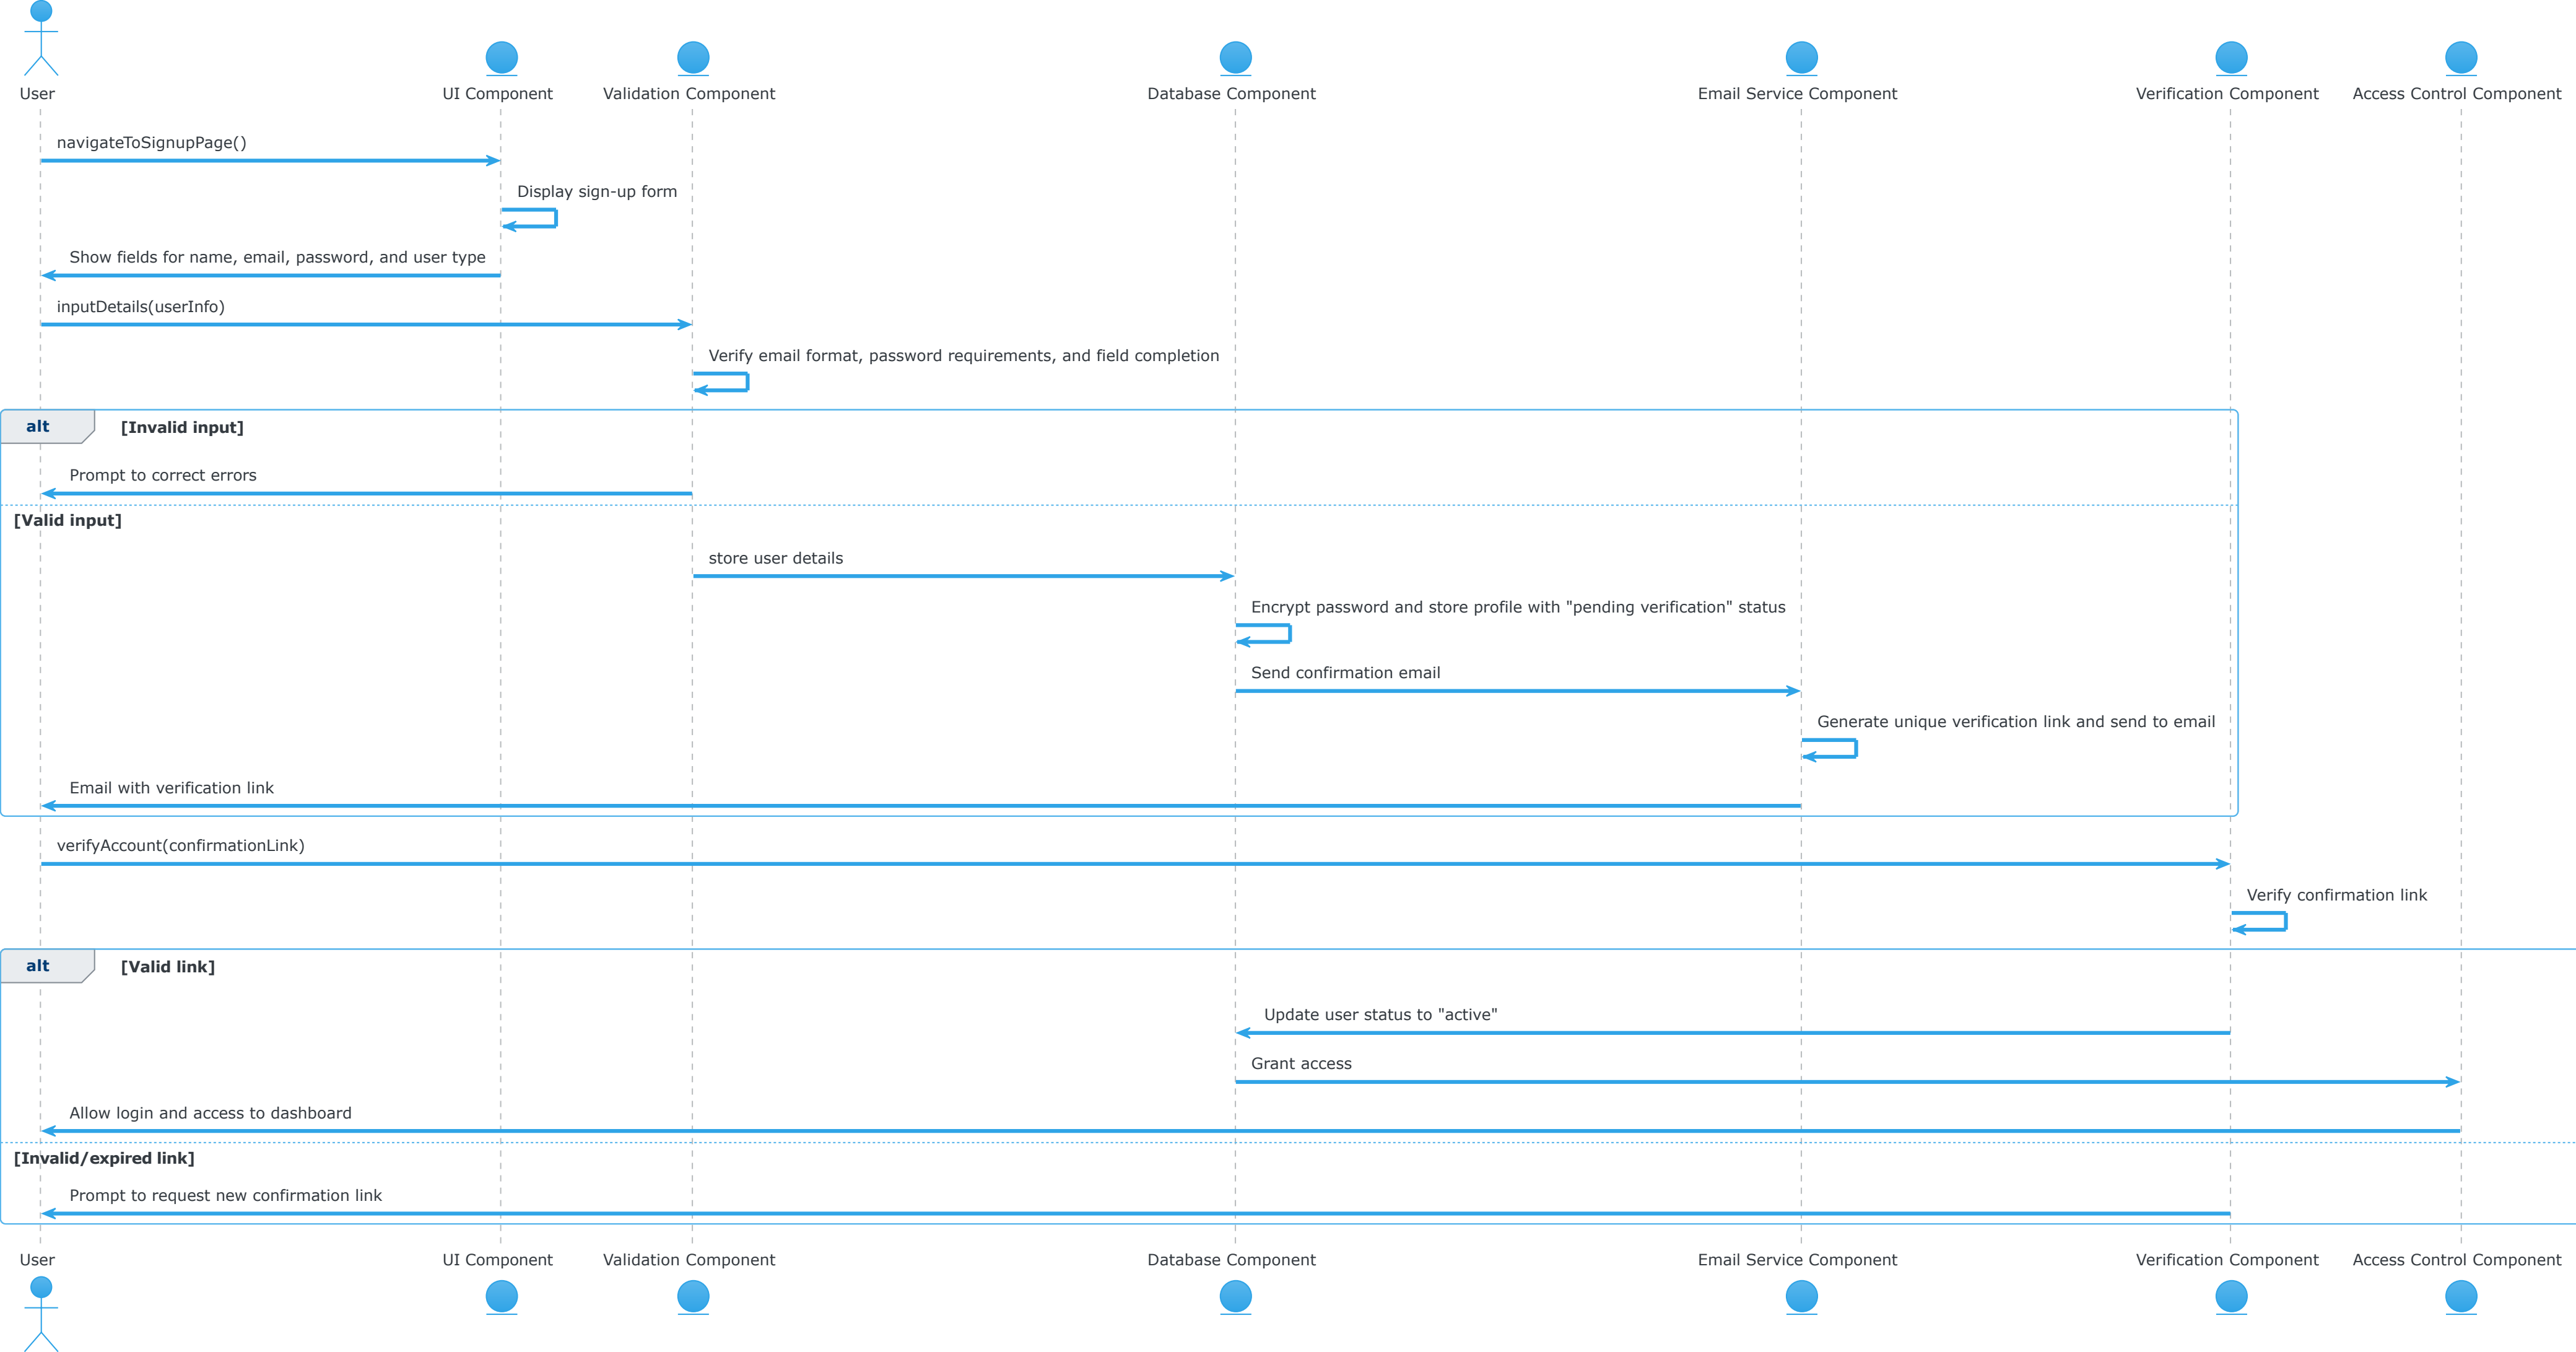 User
UI Component
Validation Component
Database Component
Email Service Component
Verification Component
Access Control Component
navigateToSignupPage()
Display sign-up form
Show fields for name, email, password, and user type
inputDetails(userInfo)
Verify email format, password requirements, and field completion
alt
[Invalid input]
Prompt to correct errors
[Valid input]
store user details
Encrypt password and store profile with "pending verification" status
Send confirmation email
Generate unique verification link and send to email
Email with verification link
verifyAccount(confirmationLink)
Verify confirmation link
alt
[Valid link]
Update user status to "active"
Grant access
Allow login and access to dashboard
[Invalid/expired link]
Prompt to request new confirmation link
User
UI Component
Validation Component
Database Component
Email Service Component
Verification Component
Access Control Component